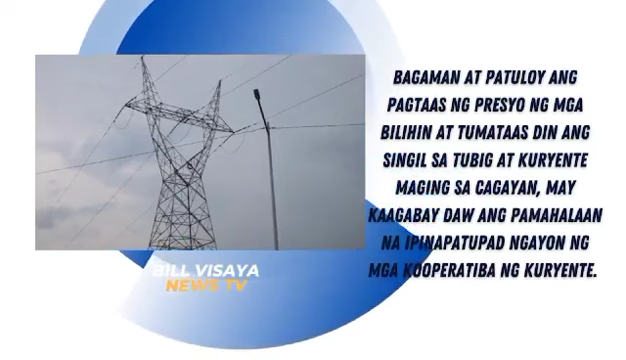 BAGAMAN AT PATULOY ANG
PAGTAAS NG PRESYO NG MGA
BILIHIN AT TUMATAAS DIN ANG
SINGIL SA TUBIG AT KURYENTE
MAGING SA CAGAYAN, MAY
KAAGABAY DAW ANG PAMAHALAAN
NA IPINAPATUPAD NGAYON NG
MGA KOOPERATIBA NG KURYENTE.
BILL VISAYA
NEWS TV